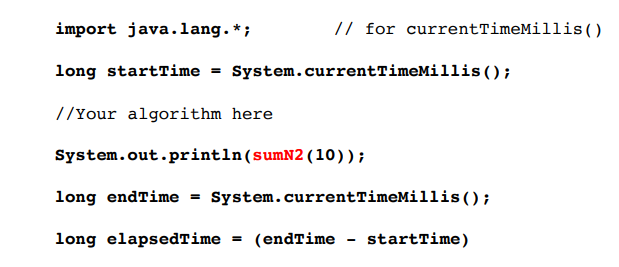 import java.lang.*; // for currentTimeMillis()
long startTime = System.currentTimeMillis();
//Your algorithm here
System.out.println(sumN2(10));
long endTime = System.currentTimeMillis();
long elapsedTime = (endTime - startTime)